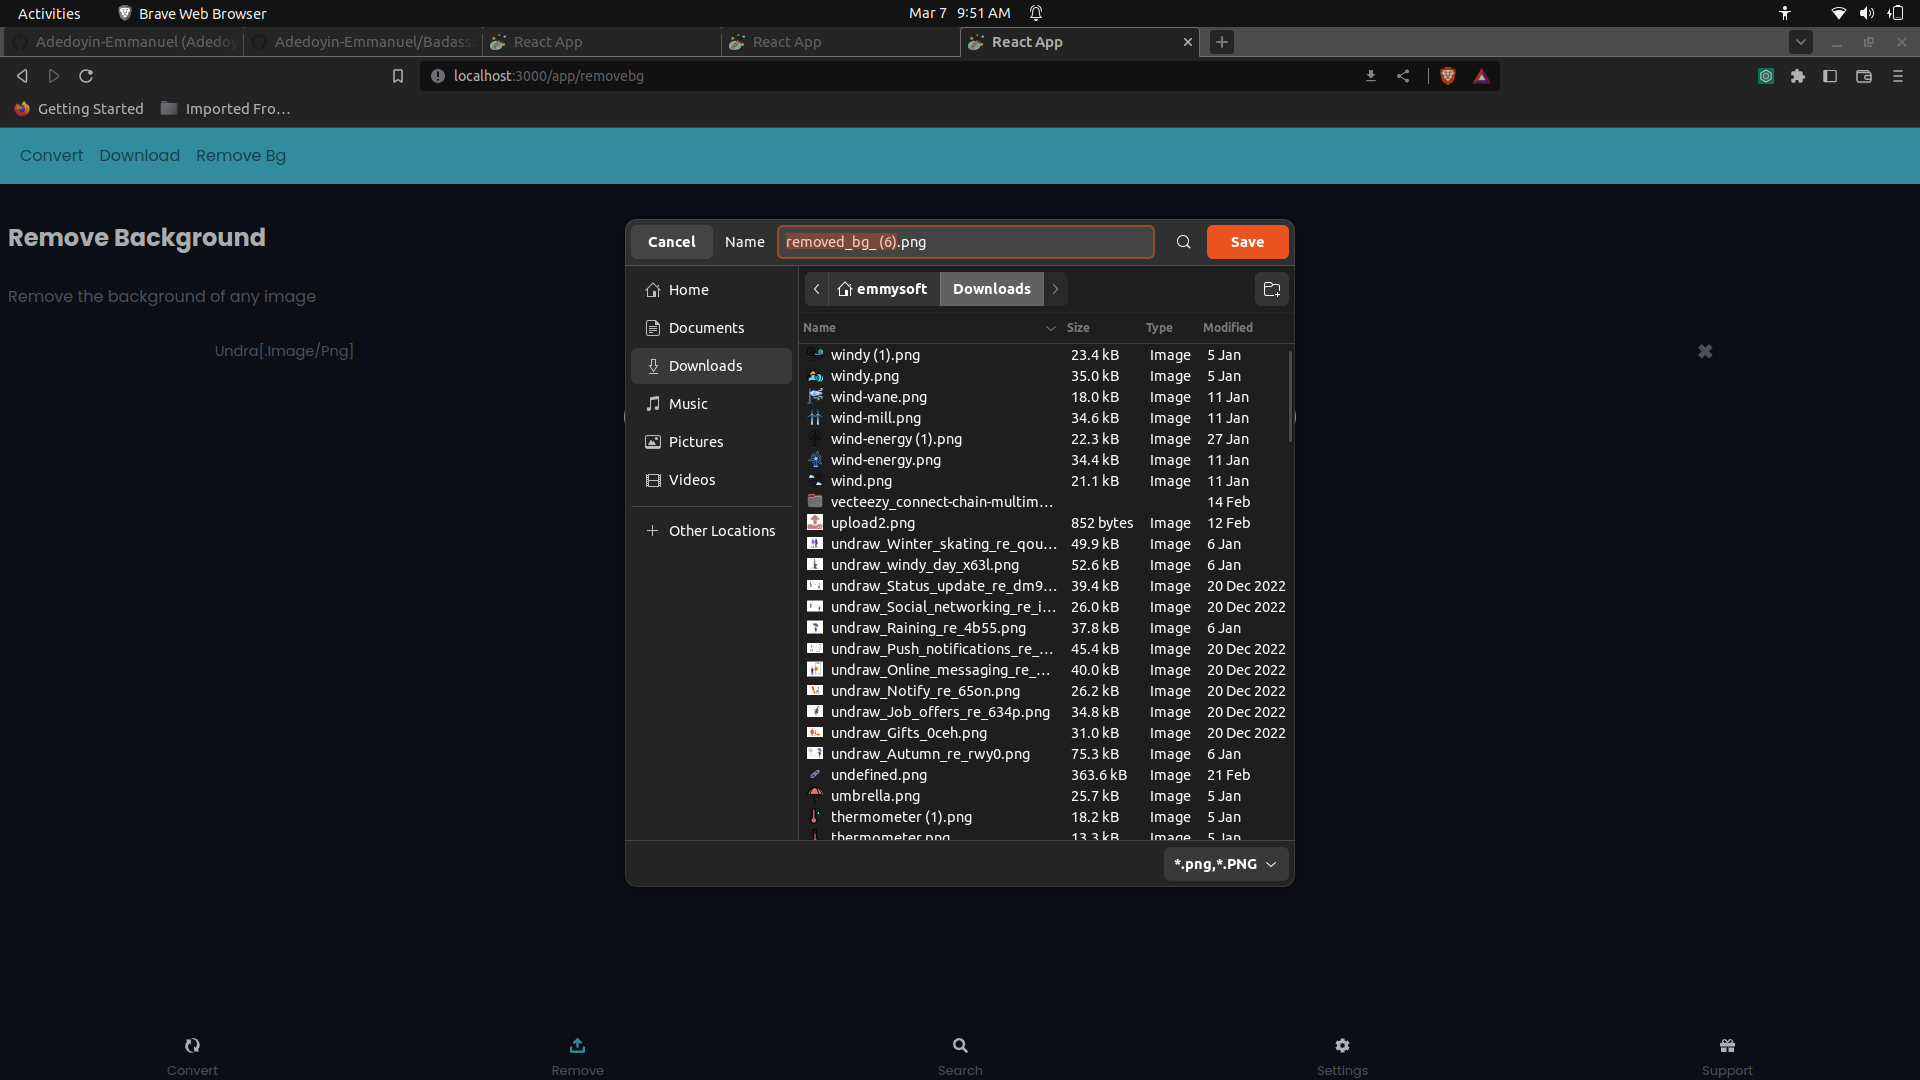 Activities Brave Web Browser Mar 7 9:51 AM
Adedoyin-Emmanuel (Adedoy Adedoyin-Emmanuel/Badass React App React App React App
localhost:3000/app/removebg
Getting Started Imported Fro…
Convert Download Remove Bg
Remove Background
Remove the background of any image
Undra[.Image/Png]
Cancel Name removed_bg_ (6).png Save
Home
Documents
Downloads
Music
Pictures
Videos
Other Locations
emmysoft Downloads
Name Size Type Modified
windy (1).png 23.4 kB Image 5 Jan
windy.png 35.0 kB Image 5 Jan
wind-vane.png 18.0 kB Image 11 Jan
wind-mill.png 34.6 kB Image 11 Jan
wind-energy (1).png 22.3 kB Image 27 Jan
wind-energy.png 34.4 kB Image 11 Jan
wind.png 21.1 kB Image 11 Jan
vecteezy_connect-chain-multim… 14 Feb
upload2.png 852 bytes Image 12 Feb
undraw_Winter_skating_re_qou… 49.9 kB Image 6 Jan
undraw_windy_day_x63l.png 52.6 kB Image 6 Jan
undraw_Status_update_re_dm9… 39.4 kB Image 20 Dec 2022
undraw_Social_networking_re_i… 26.0 kB Image 20 Dec 2022
undraw_Raining_re_4b55.png 37.8 kB Image 6 Jan
undraw_Push_notifications_re_… 45.4 kB Image 20 Dec 2022
undraw_Online_messaging_re_… 40.0 kB Image 20 Dec 2022
undraw_Notify_re_65on.png 26.2 kB Image 20 Dec 2022
undraw_Job_offers_re_634p.png 34.8 kB Image 20 Dec 2022
undraw_Gifts_0ceh.png 31.0 kB Image 20 Dec 2022
undraw_Autumn_re_rwy0.png 75.3 kB Image 6 Jan
undefined.png 363.6 kB Image 21 Feb
umbrella.png 25.7 kB Image 5 Jan
thermometer (1).png 18.2 kB Image 5 Jan
thermometer.png 13.3 kB Image 5 Jan
*.png,*.PNG
Convert Remove Search Settings Support